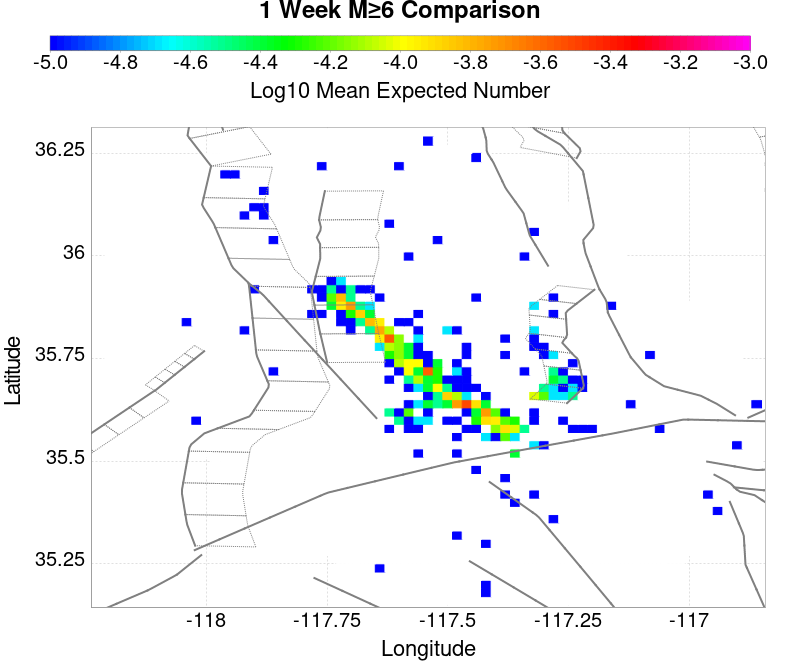 1 Week M≥6 Comparison
-5.0 -4.8 -4.6 -4.4 -4.2 -4.0 -3.8 -3.6 -3.4 -3.2 -3.0
Log10 Mean Expected Number
36.25
36
35.75
35.5
35.25
Latitude
-118 -117.75 -117.5 -117.25 -117
Longitude